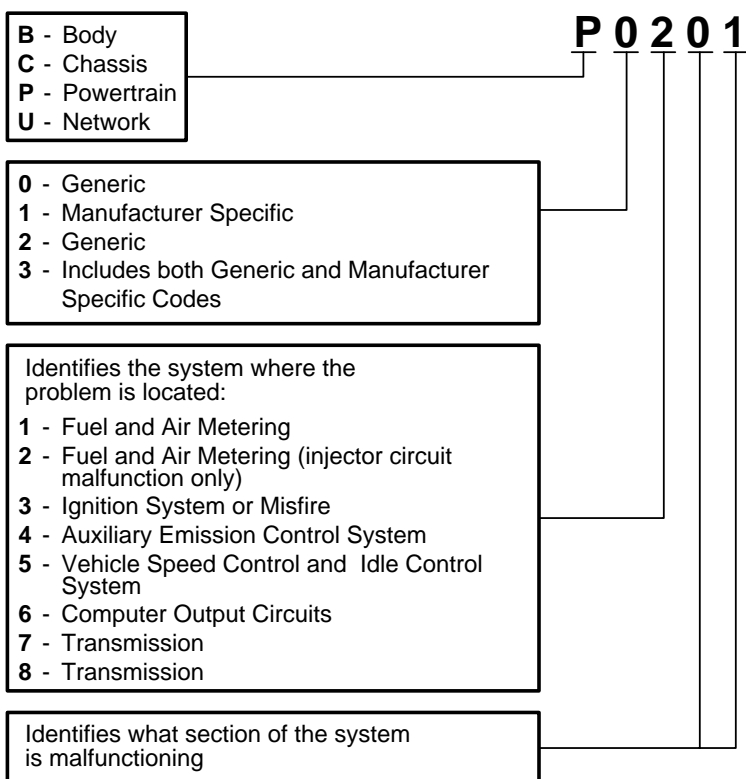 P 0 2 0 1
B - Body
C - Chassis
P - Powertrain
U - Network
0 - Generic
1 - Manufacturer Specific
2 - Generic
3 - Includes both Generic and Manufacturer
Specific Codes
Identifies the system where the
problem is located:
1 - Fuel and Air Metering
2 - Fuel and Air Metering (injector circuit
malfunction only)
3 - Ignition System or Misfire
4 - Auxiliary Emission Control System
5 - Vehicle Speed Control and Idle Control
System
6 - Computer Output Circuits
7 - Transmission
8 - Transmission
Identifies what section of the system
is malfunctioning